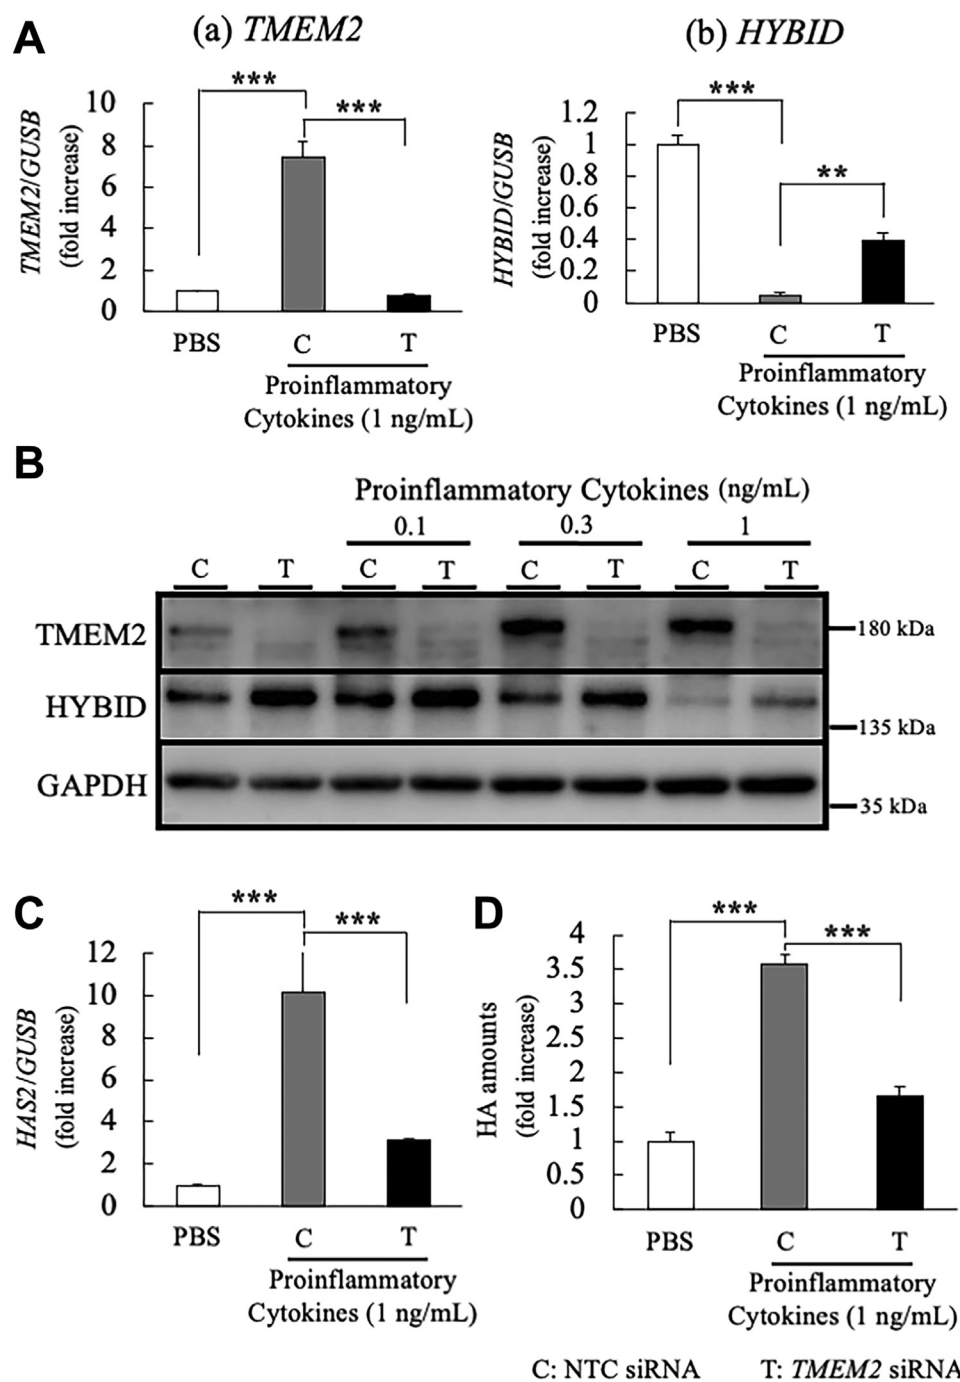 A
(a) TMEM2
TMEM2/GUSB
(fold increase)
10
8
6
4
2
0
***
***
PBS
C
T
Proinflammatory
Cytokines (1 ng/mL)
(b) HYBID
HYBID/GUSB
(fold increase)
1.2
1
0.8
0.6
0.4
0.2
0
***
**
PBS
C
T
Proinflammatory
Cytokines (1 ng/mL)
B
Proinflammatory Cytokines (ng/mL)
0.1 0.3 1
C T C T C T C T
TMEM2
180 kDa
HYBID
135 kDa
GAPDH
35 kDa
C
HAS2/GUSB
(fold increase)
12
10
8
6
4
2
0
***
***
PBS
C
T
Proinflammatory
Cytokines (1 ng/mL)
D
HA amounts
(fold increase)
4
3.5
3
2.5
2
1.5
1
0.5
0
***
***
PBS
C
T
Proinflammatory
Cytokines (1 ng/mL)
C: NTC siRNA T: TMEM2 siRNA